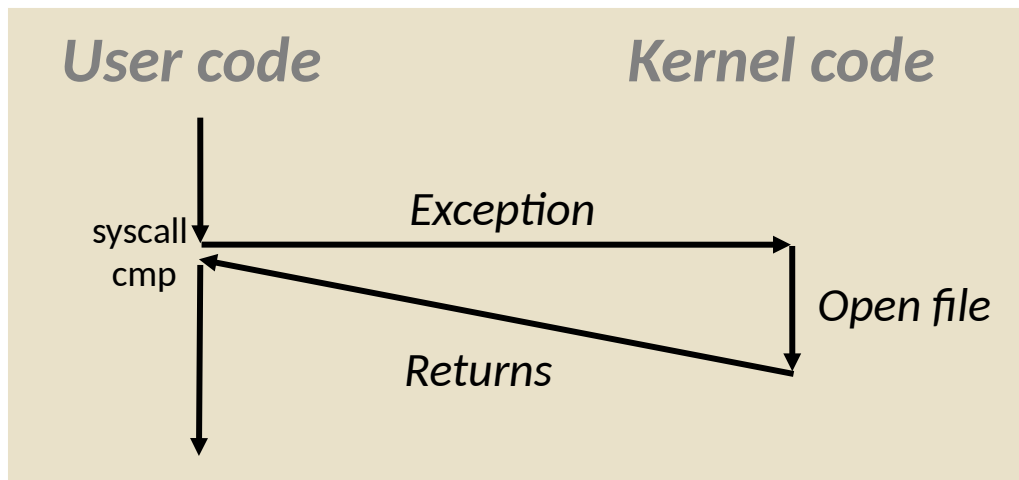 User code
Kernel code
Exception
syscall
cmp
Open file
Returns